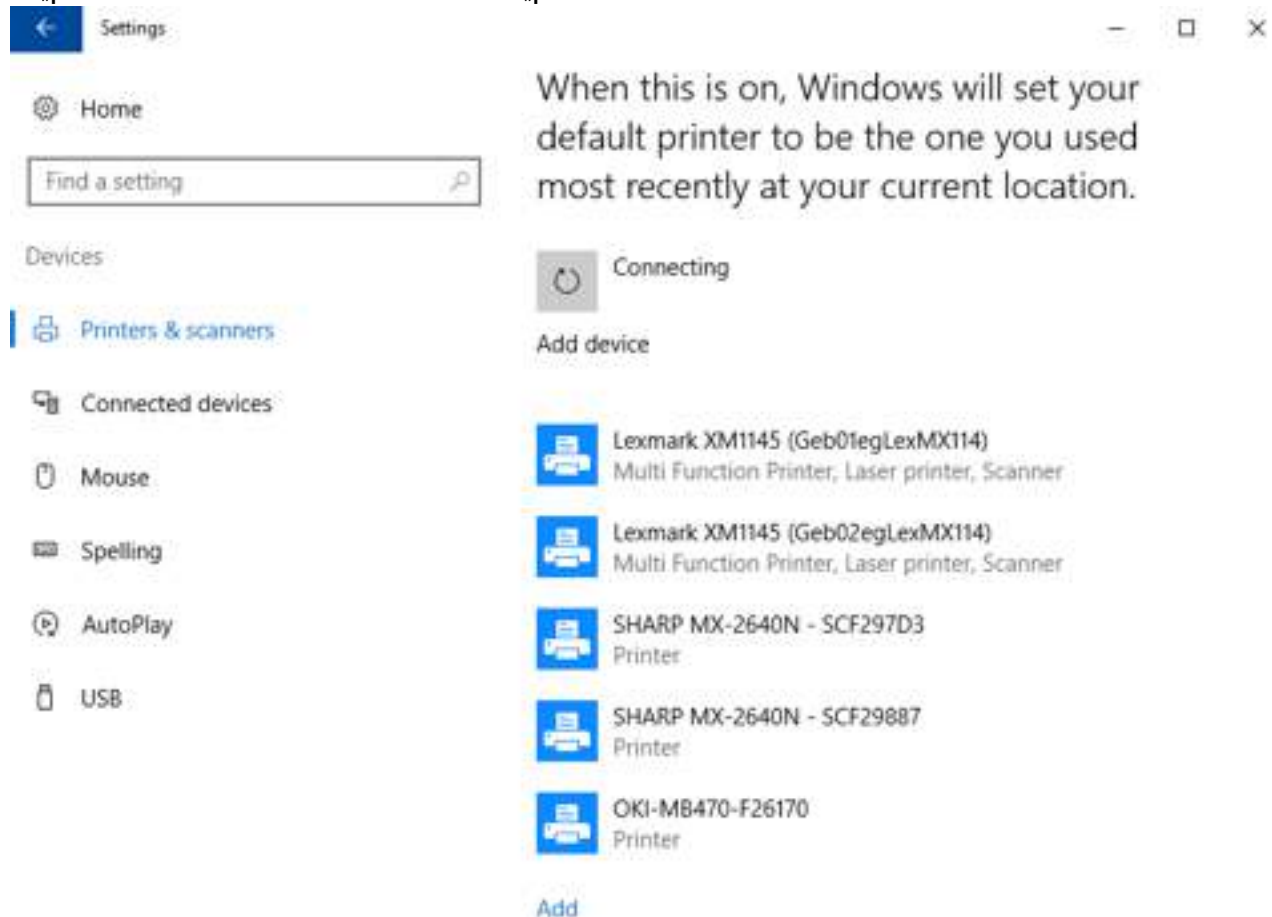 Settings
Home
Find a setting
Devices
Printers & scanners
Connected devices
Mouse
Spelling
AutoPlay
USB
When this is on, Windows will set your
default printer to be the one you used
most recently at your current location.
Connecting
Add device
Lexmark XM1145 (Geb01egLexMX114)
Multi Function Printer, Laser printer, Scanner
Lexmark XM1145 (Geb02egLexMX114)
Multi Function Printer, Laser printer, Scanner
SHARP MX-2640N - SCF297D3
Printer
SHARP MX-2640N - SCF29887
Printer
OKI-MB470-F26170
Printer
Add